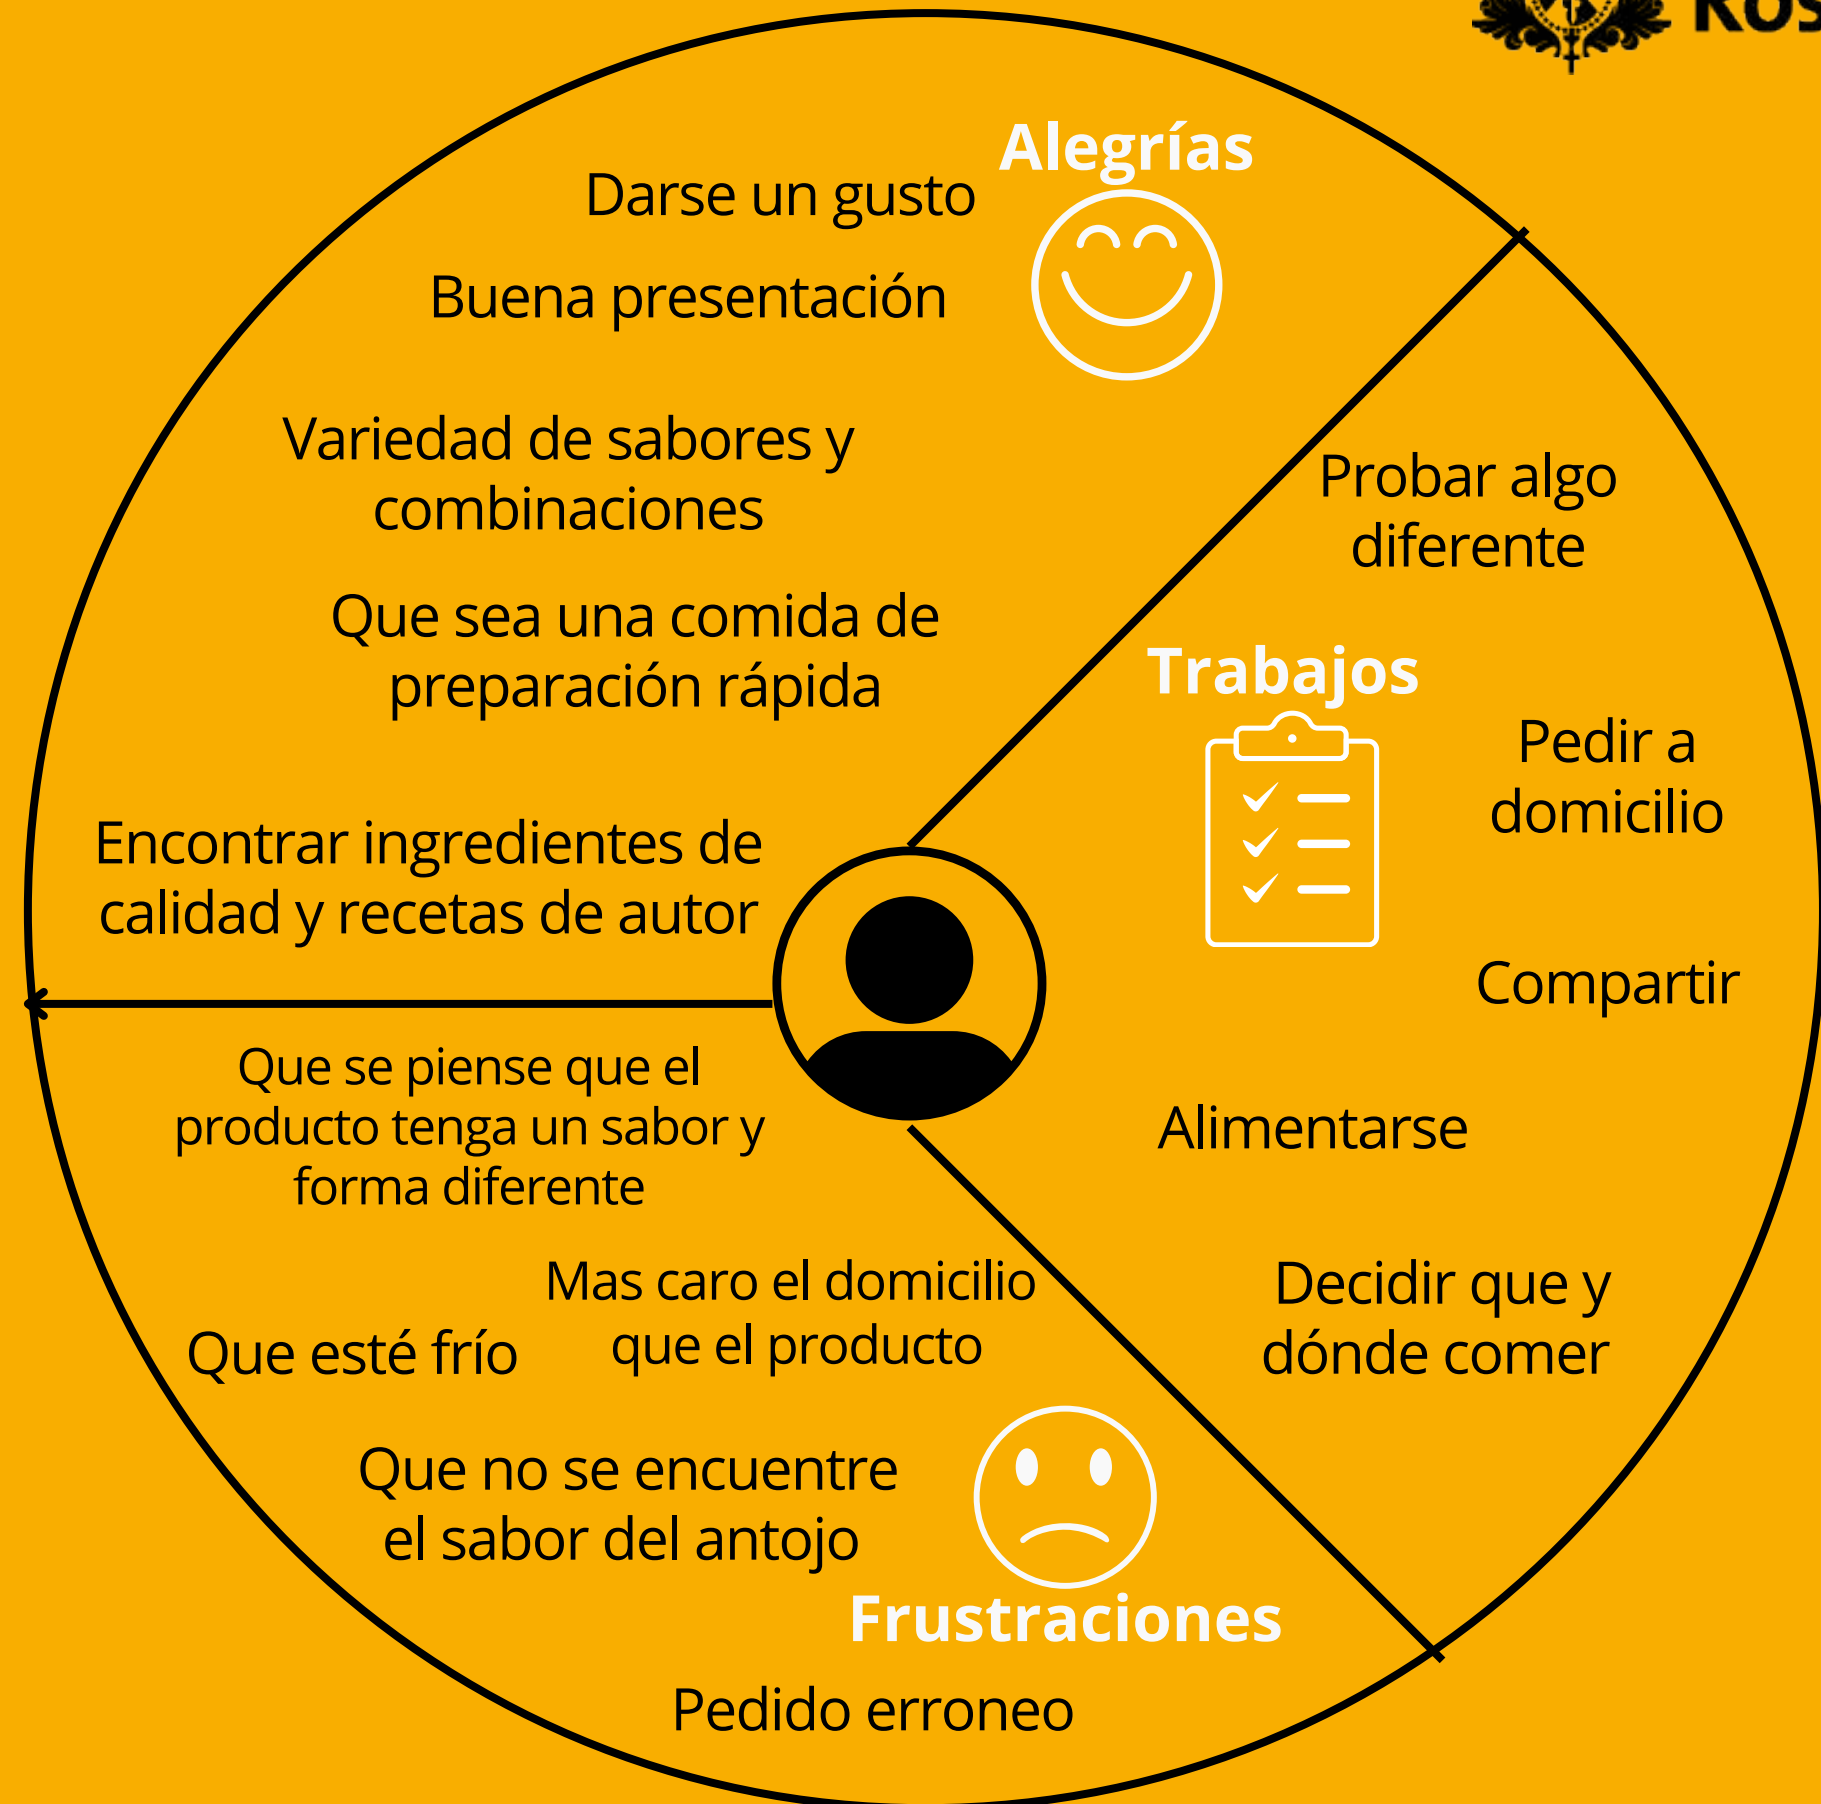 Alegrías
Darse un gusto
Buena presentación
Variedad de sabores y
combinaciones
Que sea una comida de
preparación rápida
Encontrar ingredientes de
calidad y recetas de autor
Trabajos
Probar algo
diferente
Pedir a
domicilio
Compartir
Alimentarse
Decidir que y
dónde comer
Que se piense que el
producto tenga un sabor y
forma diferente
Mas caro el domicilio
que el producto
Que esté frío
Que no se encuentre
el sabor del antojo
Frustraciones
Pedido erroneo